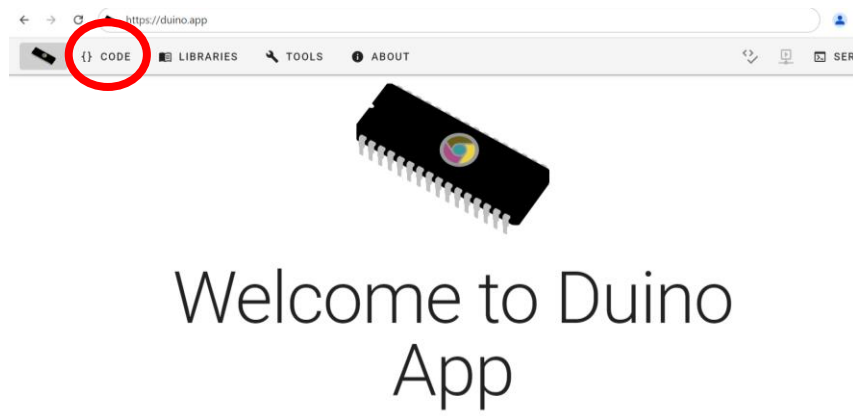 https://duino.app
{} CODE LIBRARIES TOOLS ABOUT SER
Welcome to Duino
App